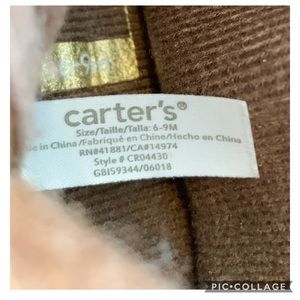 carter's®
Size/Taille/Talla: 6-9M
in China/Fabriqué en Chine/Hecho en China
RN#41881/CA#14974
Style # CR04430
GBI59344/06018
PIC•COLLAGE